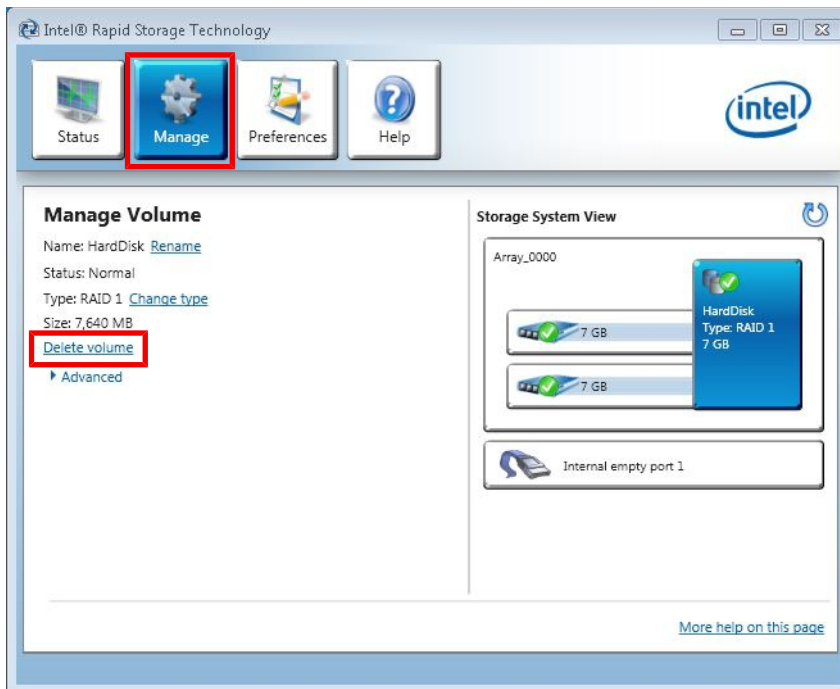 Intel® Rapid Storage Technology
Status
Manage
Preferences
Help
intel
Manage Volume
Name: HardDisk Rename
Status: Normal
Type: RAID 1 Change type
Size: 7,640 MB
Delete volume
Advanced
Storage System View
Array_0000
HardDisk
Type: RAID 1
7 GB
7 GB
7 GB
Internal empty port 1
More help on this page